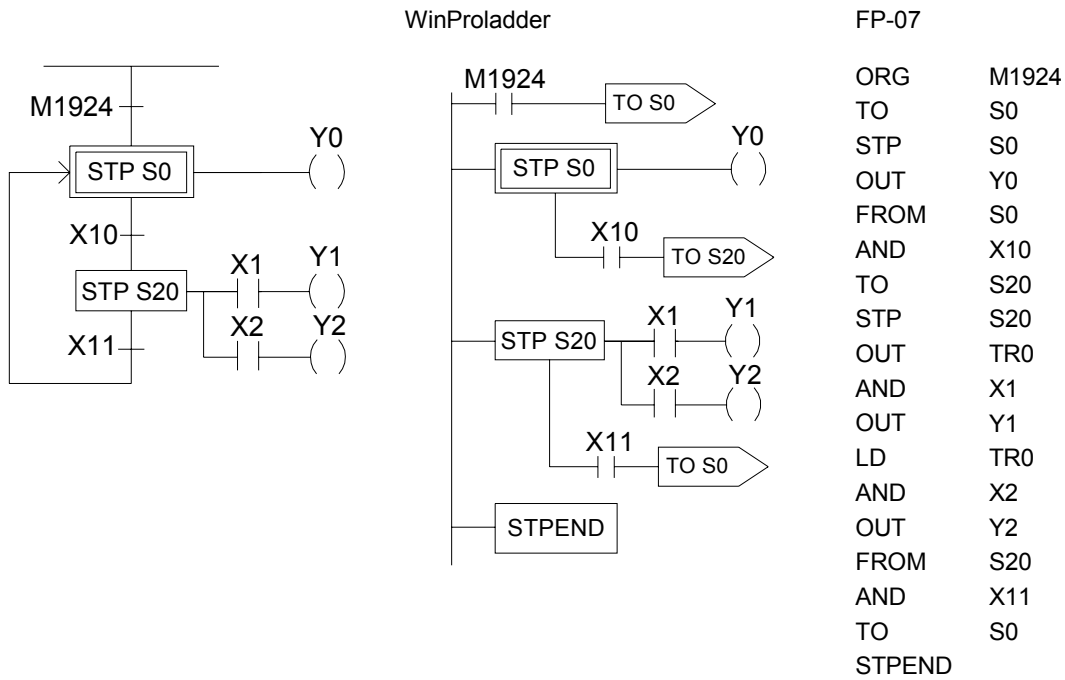 WinProladder
FP-07
M1924
STP S0
Y0
X10
STP S20
X1
Y1
X2
Y2
X11
M1924
TO S0
STP S0
Y0
X10
TO S20
STP S20
X1
Y1
X2
Y2
X11
TO S0
STPEND
ORG M1924
TO S0
STP S0
OUT Y0
FROM S0
AND X10
TO S20
STP S20
OUT TR0
AND X1
OUT Y1
LD TR0
AND X2
OUT Y2
FROM S20
AND X11
TO S0
STPEND